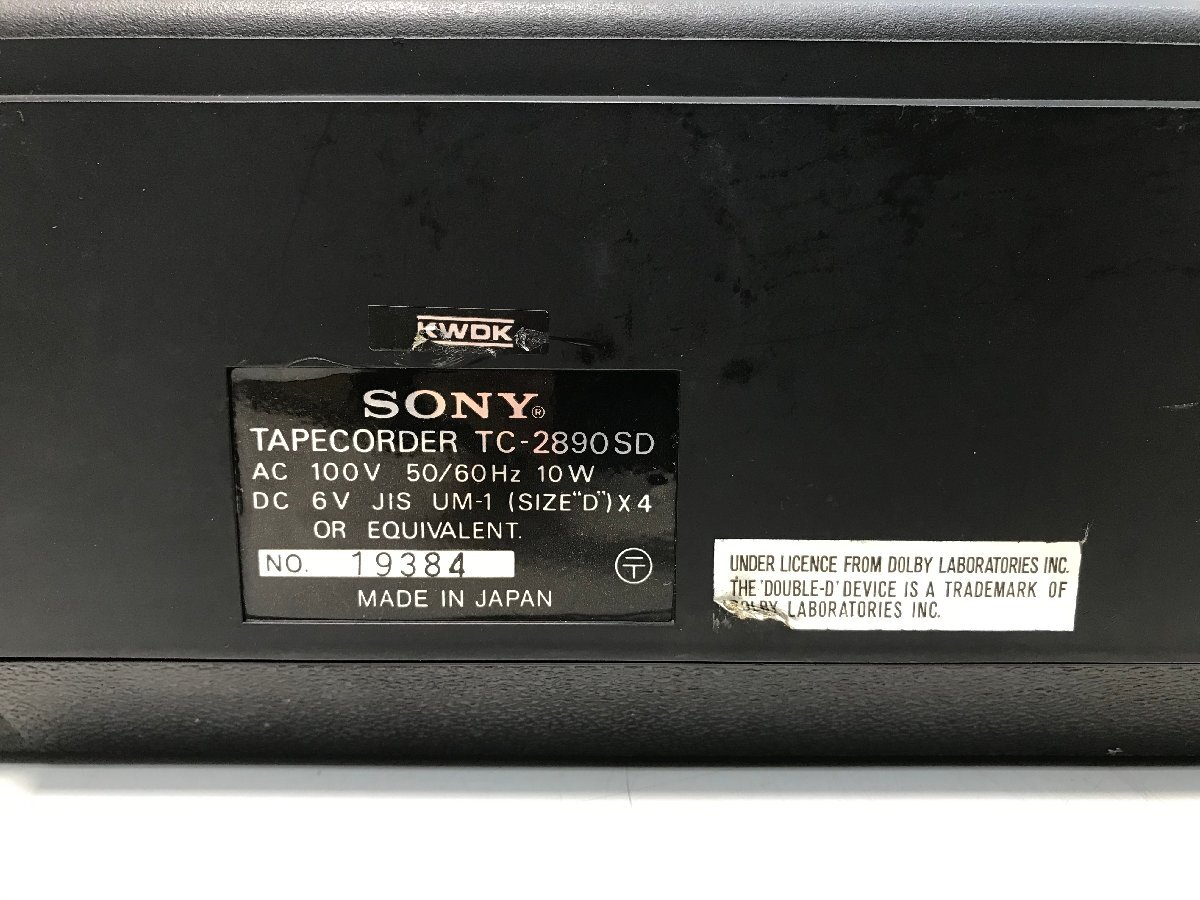 KWDK
SONY®
TAPECORDER TC-2890SD
AC 100V 50/60Hz 10W
DC 6V JIS UM-1 (SIZE"D")X4
OR EQUIVALENT.
NO. 19384
〶
MADE IN JAPAN
UNDER LICENCE FROM DOLBY LABORATORIES INC.
THE 'DOUBLE-D' DEVICE IS A TRADEMARK OF
DOLBY LABORATORIES INC.